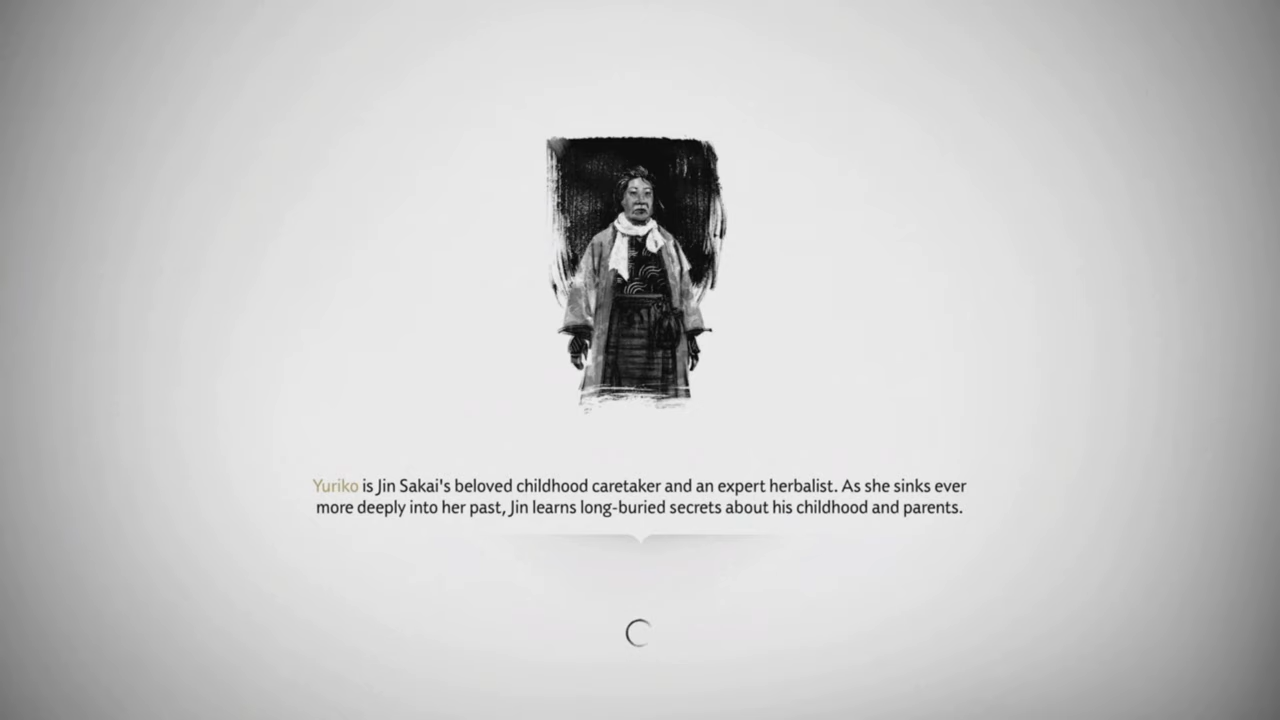 Yuriko is Jin Sakai's beloved childhood caretaker and an expert herbalist. As she sinks ever
more deeply into her past, Jin learns long-buried secrets about his childhood and parents.